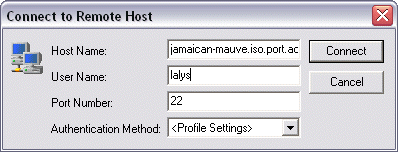 Connect to Remote Host
Host Name: jamaican-mauve.iso.port.ac Connect
User Name: lalys Cancel
Port Number: 22
Authentication Method: <Profile Settings>